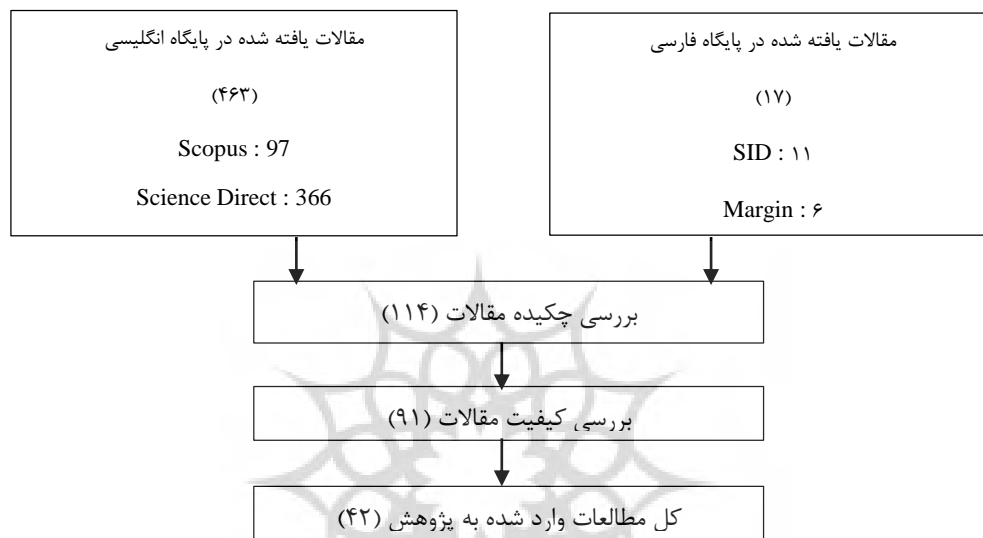 مقالات یافته شده در پایگاه فارسی
(۱۷)
SID : ۱۱
Margin : ۶
مقالات یافته شده در پایگاه انگلیسی
(۴۶۳)
Scopus : 97
Science Direct : 366
بررسی چکیده مقالات (۱۱۴)
بررسی کیفیت مقالات (۹۱)
کل مطالعات وارد شده به پژوهش (۴۲)